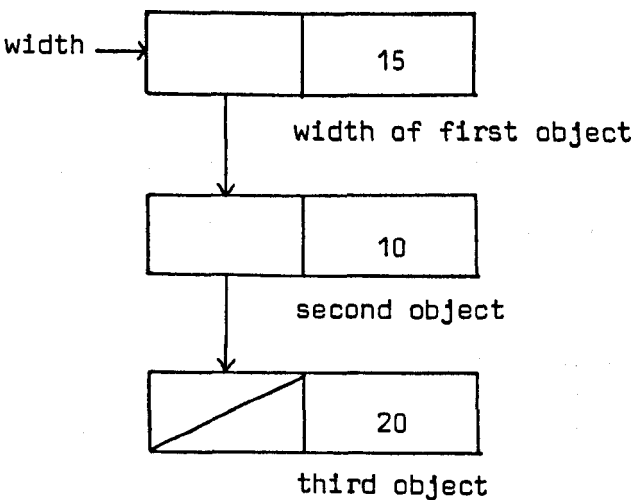 width
15
width of first object
10
second object
20
third object